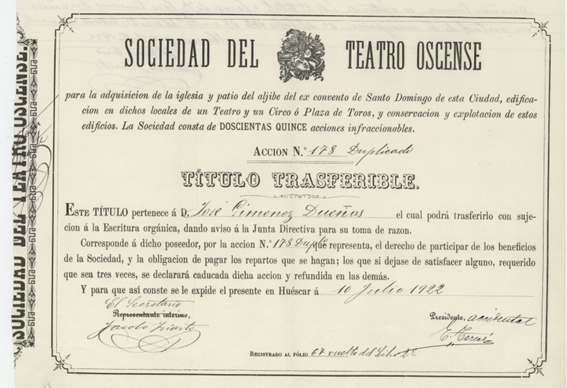 SOCIEDAD DEL TEATRO OSCENSE
para la adquisicion de la iglesia y patio del aljibe del ex convento de Santo Domingo de esta Ciudad, edifica-
cion en dichos locales de un Teatro y un Circo ó Plaza de Toros, y conservacion y explotacion de estos
edificios. La Sociedad consta de DOSCIENTAS QUINCE acciones infraccionables.
ACCION N.º 178 Duplicado
TÍTULO TRASFERIBLE.
ESTE TÍTULO pertenece á D. José Gimenez Dueñas el cual podrá trasferirlo con suje-
cion á la Escritura orgánica, dando aviso á la Junta Directiva para su toma de razon.
Corresponde á dicho poseedor, por la accion N.º 178 Dupdo representa, el derecho de participar de los beneficios
de la Sociedad, y la obligacion de pagar los repartos que se hagan; los que si dejase de satisfacer alguno, requerido
que sea tres veces, se declarará caducada dicha accion y refundida en las demás.
Y para que asi conste se le expide el presente en Huéscar á 10 Julio 1922
El Secretario
Representante interino,
Jacobo
Presidente, accidental
E.
REGISTRADO AL FÓLIO 67 vuelto del Libro 2º
SOCIEDAD DEL TEATRO OSCENSE.